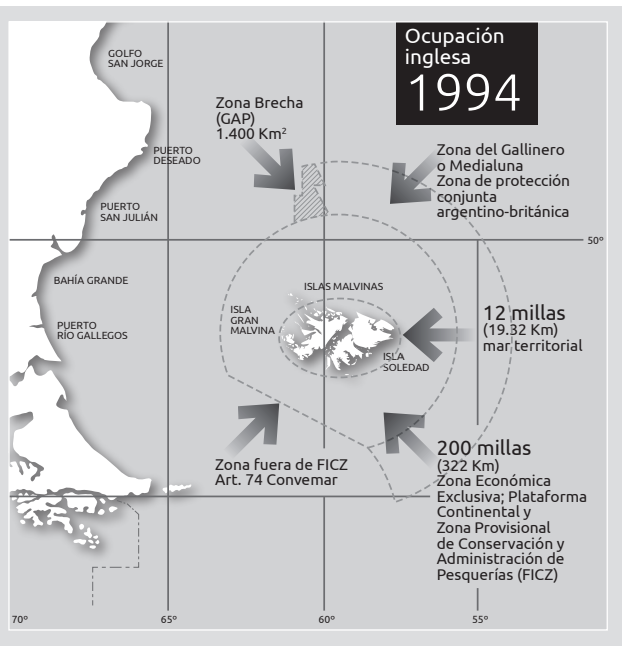 Ocupación
inglesa
1994
GOLFO
SAN JORGE
Zona Brecha
(GAP)
1.400 Km²
PUERTO
DESEADO
Zona del Gallinero
o Medialuna
Zona de protección
conjunta
argentino-británica
PUERTO
SAN JULIÁN
50º
BAHÍA GRANDE
ISLAS MALVINAS
ISLA
GRAN
MALVINA
12 millas
(19.32 Km)
mar territorial
PUERTO
RÍO GALLEGOS
ISLA
SOLEDAD
Zona fuera de FICZ
Art. 74 Convemar
200 millas
(322 Km)
Zona Económica
Exclusiva; Plataforma
Continental y
Zona Provisional
de Conservación y
Administración de
Pesquerías (FICZ)
70º
65º
60º
55º